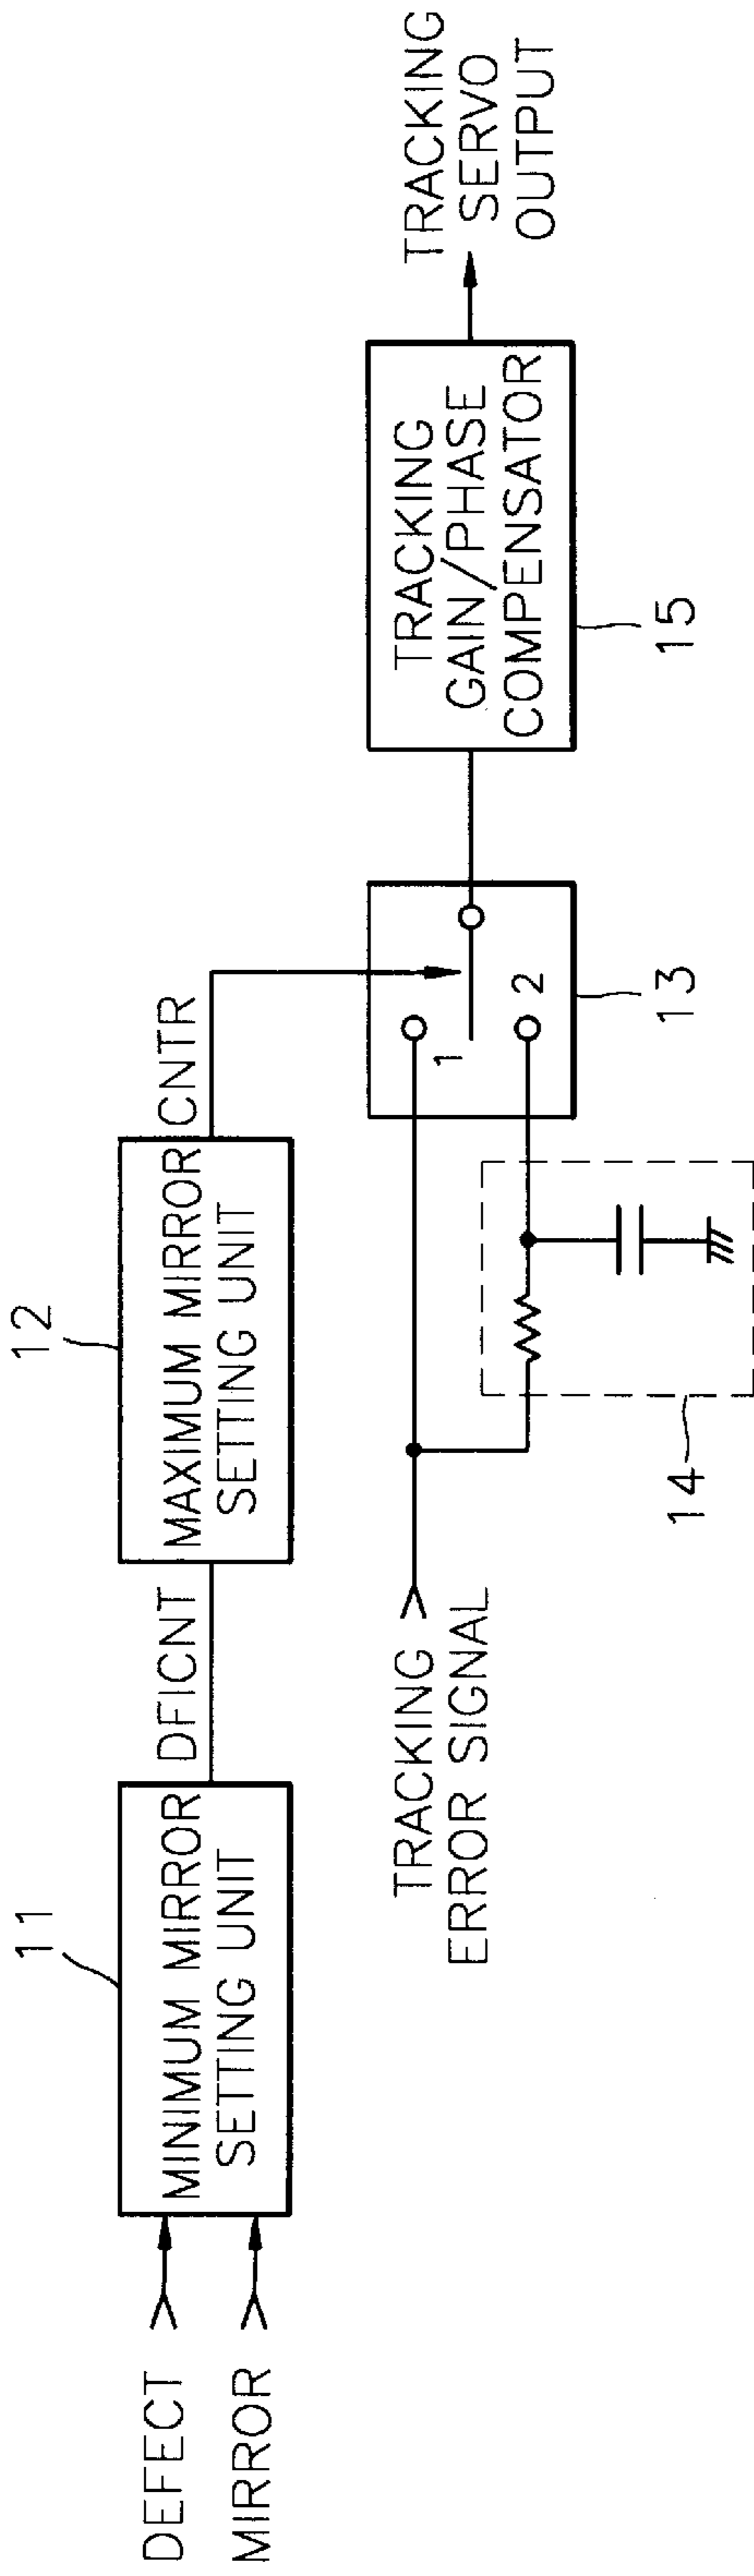 DEFECT
MIRROR
11
MINIMUM MIRROR
SETTING UNIT
DFICNT
12
MAXIMUM MIRROR
SETTING UNIT
CNTR
TRACKING
ERROR SIGNAL
14
1
2
13
TRACKING
GAIN/PHASE
COMPENSATOR
15
TRACKING
SERVO
OUTPUT